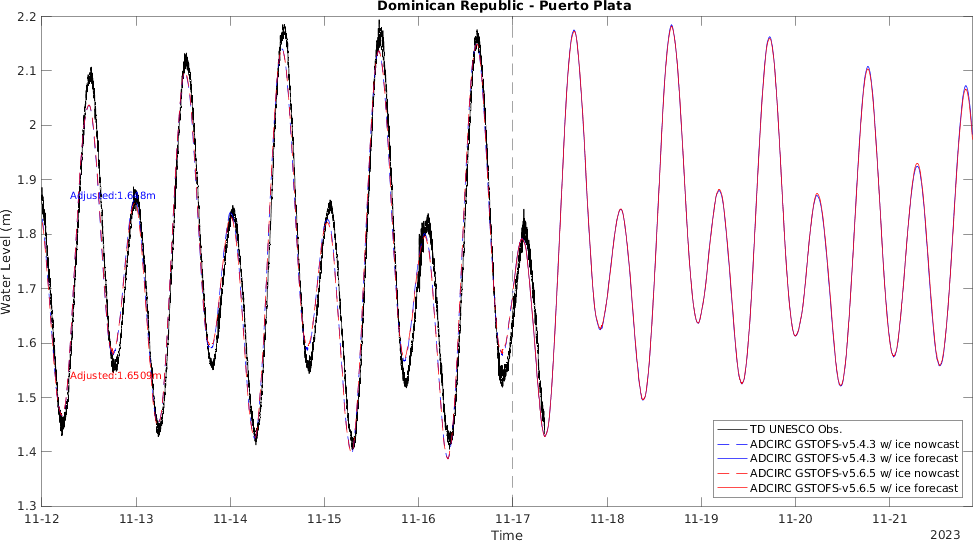 Dominican Republic - Puerto Plata
2.2
2.1
2
1.9
1.8
1.7
1.6
1.5
1.4
1.3
Water Level (m)
Adjusted:1.6509m
TD UNESCO Obs.
ADCIRC GSTOFS-v5.4.3 w/ ice nowcast
ADCIRC GSTOFS-v5.4.3 w/ ice forecast
ADCIRC GSTOFS-v5.6.5 w/ ice nowcast
ADCIRC GSTOFS-v5.6.5 w/ ice forecast
11-12 11-13 11-14 11-15 11-16 11-17 11-18 11-19 11-20 11-21
Time
2023